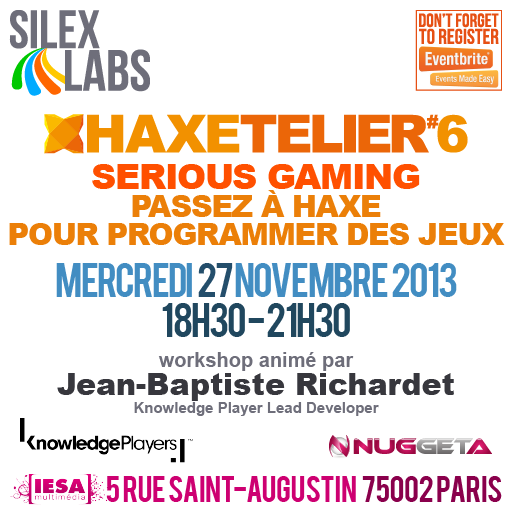 SILEX
LABS
DON'T FORGET
TO REGISTER
Eventbrite
Events Made Easy
HAXETELIER#6
SERIOUS GAMING
PASSEZ À HAXE
POUR PROGRAMMER DES JEUX
MERCREDI 27 NOVEMBRE 2013
18H30 - 21H30
workshop animé par
Jean-Baptiste Richardet
Knowledge Player Lead Developer
KnowledgePlayers™
NUGGETA
[IESA]
multimédia
5 RUE SAINT-AUGUSTIN 75002 PARIS